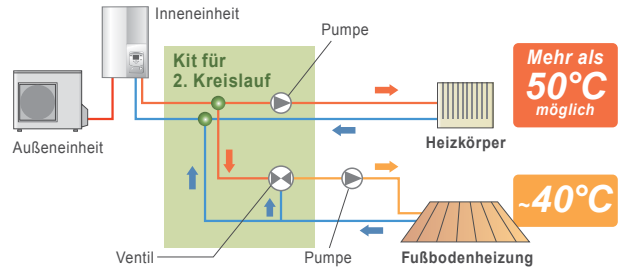 Inneneinheit
Pumpe
Kit für
2. Kreislauf
Mehr als
50°C
möglich
Außeneinheit
Heizkörper
~40°C
Ventil
Pumpe
Fußbodenheizung